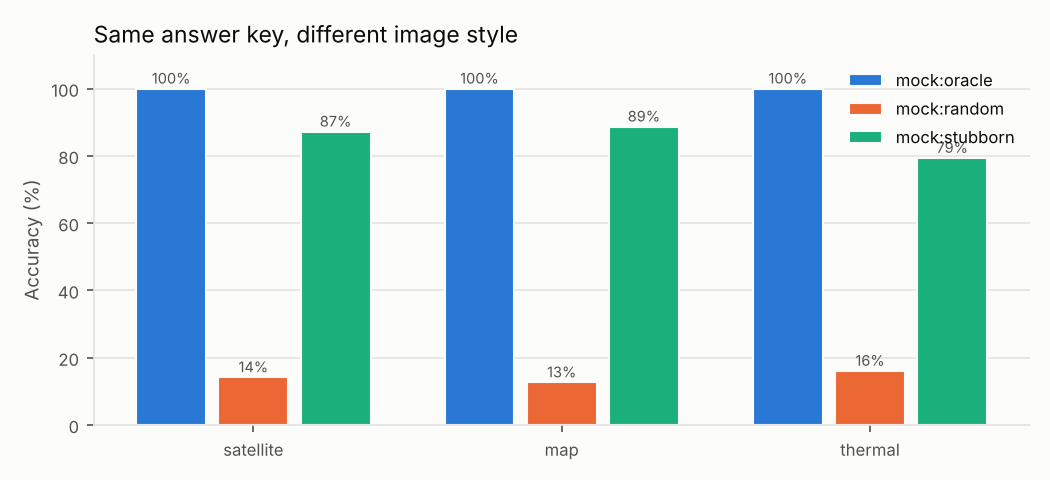 Same answer key, different image style
100% 100% 100% mock:oracle
mock:random
87% 89% mock:stubborn
79%
14% 13% 16%
Accuracy (%)
100
80
60
40
20
0
satellite map thermal